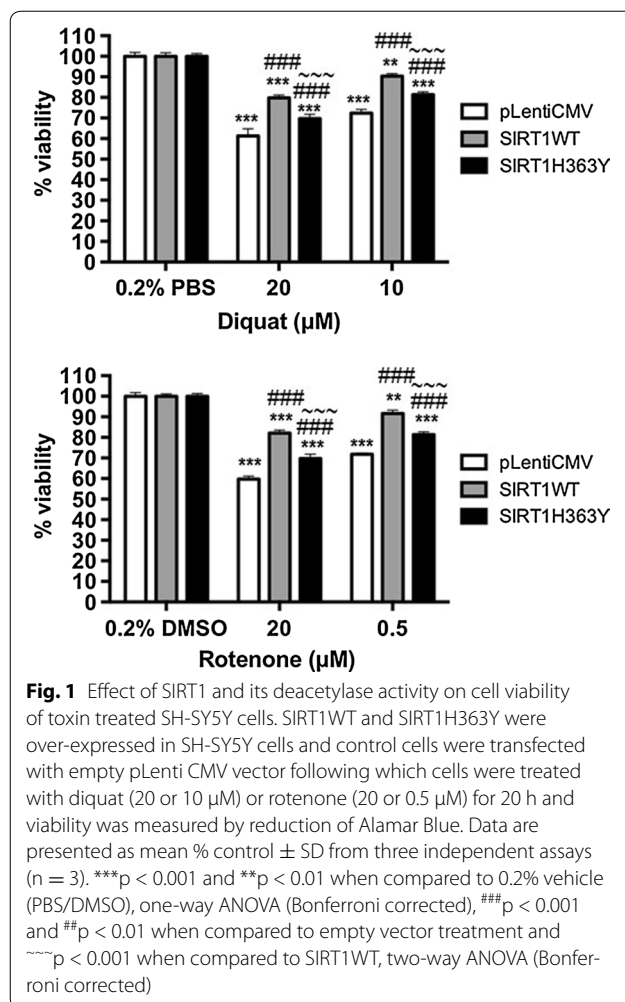 110
100
90
80
70
60
50
40
30
20
10
0
% viability
***
###
***
~~~
###
***
***
###
**
~~~
###
***
pLentiCMV
SIRT1WT
SIRT1H363Y
0.2% PBS 20 10
Diquat (µM)
110
100
90
80
70
60
50
40
30
20
10
0
% viability
***
###
***
~~~
###
***
***
###
**
~~~
###
***
pLentiCMV
SIRT1WT
SIRT1H363Y
0.2% DMSO 20 0.5
Rotenone (µM)
Fig. 1 Effect of SIRT1 and its deacetylase activity on cell viability
of toxin treated SH-SY5Y cells. SIRT1WT and SIRT1H363Y were
over-expressed in SH-SY5Y cells and control cells were transfected
with empty pLenti CMV vector following which cells were treated
with diquat (20 or 10 μM) or rotenone (20 or 0.5 μM) for 20 h and
viability was measured by reduction of Alamar Blue. Data are
presented as mean % control ± SD from three independent assays
(n = 3). ***p < 0.001 and **p < 0.01 when compared to 0.2% vehicle
(PBS/DMSO), one-way ANOVA (Bonferroni corrected), ###p < 0.001
and ##p < 0.01 when compared to empty vector treatment and
~~~p < 0.001 when compared to SIRT1WT, two-way ANOVA (Bonfer-
roni corrected)